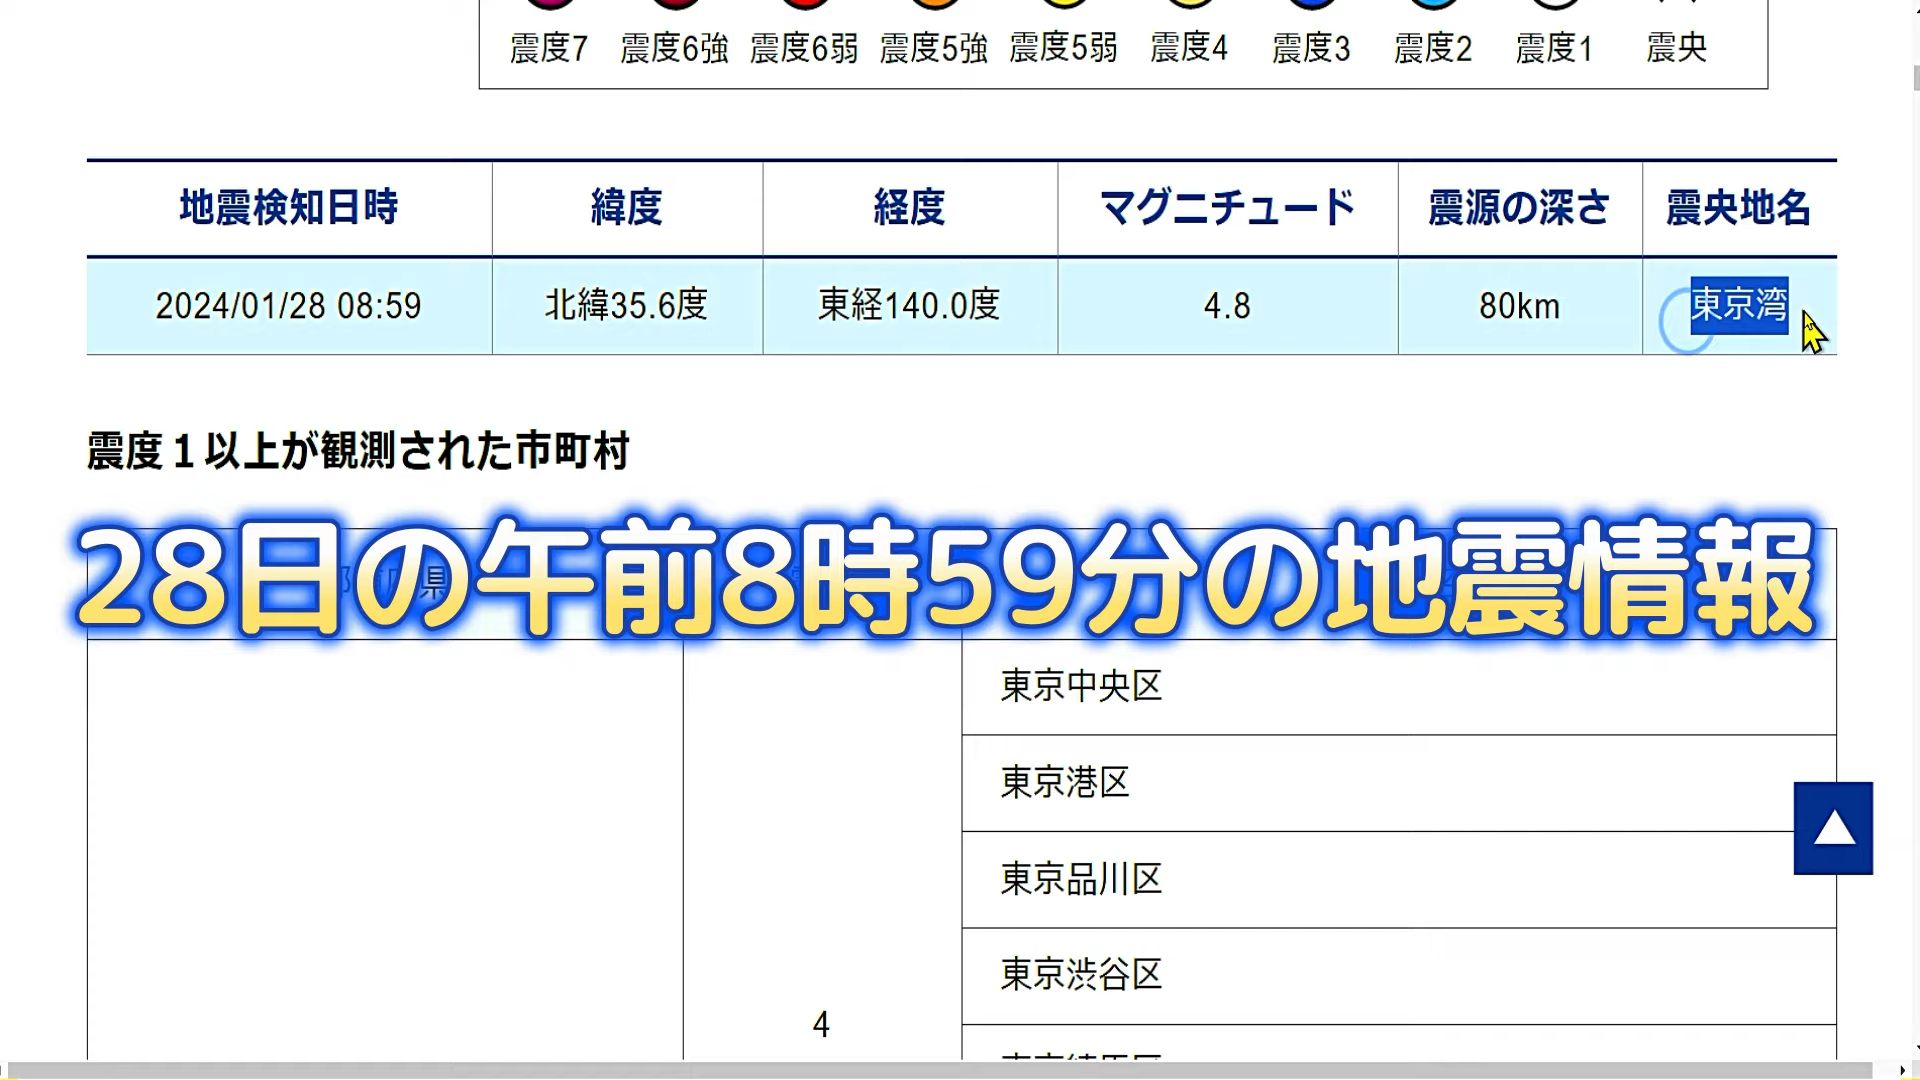 震度7 震度6強 震度6弱 震度5強 震度5弱 震度4 震度3 震度2 震度1 震央
地震検知日時 緯度 経度 マグニチュード 震源の深さ 震央地名
2024/01/28 08:59 北緯35.6度 東経140.0度 4.8 80km 東京湾
震度１以上が観測された市町村
28日の午前8時59分の地震情報
東京中央区
東京港区
東京品川区
東京渋谷区
4